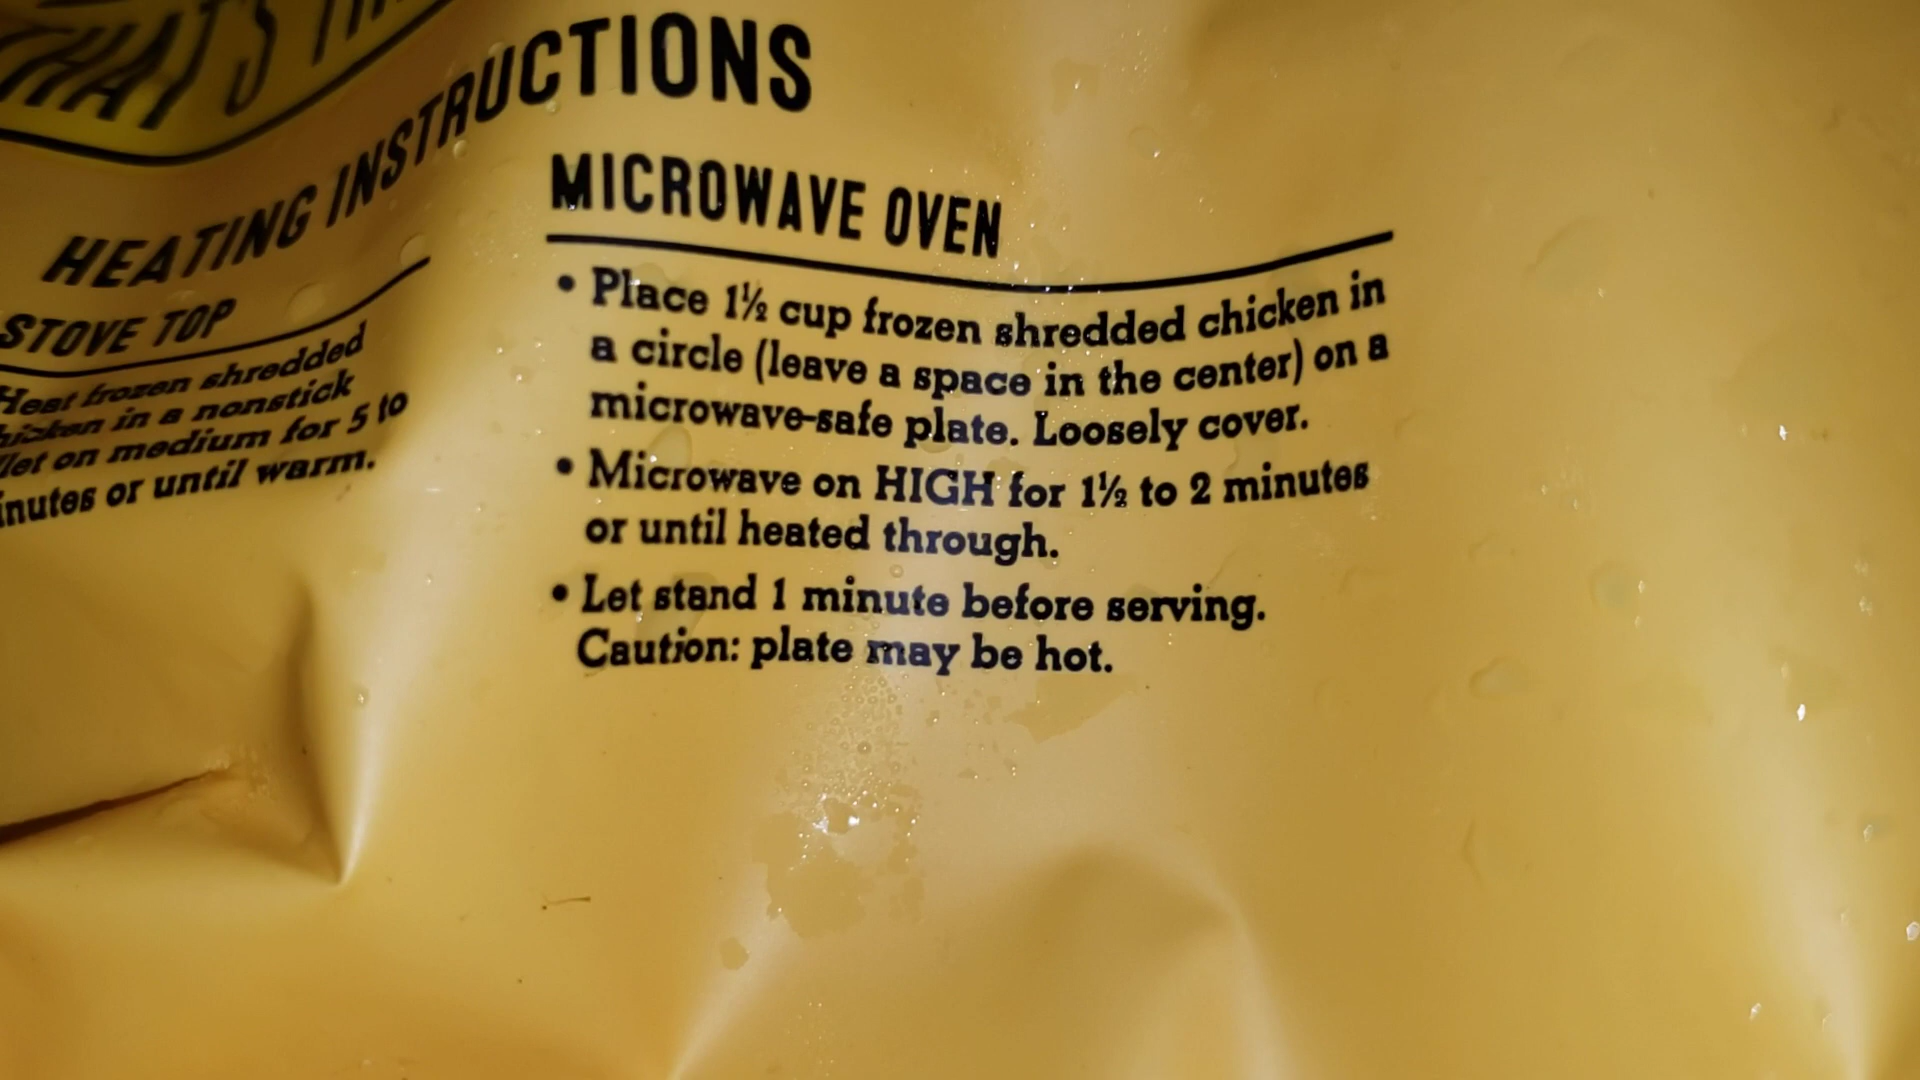 THAT'S
HEATING INSTRUCTIONS
STOVE TOP
Heat frozen shredded
in a nonstick
on medium for 5 to
or until warm.
MICROWAVE OVEN
• Place 1½ cup frozen shredded chicken in
a circle (leave a space in the center) on a
microwave-safe plate. Loosely cover.
• Microwave on HIGH for 1½ to 2 minutes
or until heated through.
• Let stand 1 minute before serving.
Caution: plate may be hot.